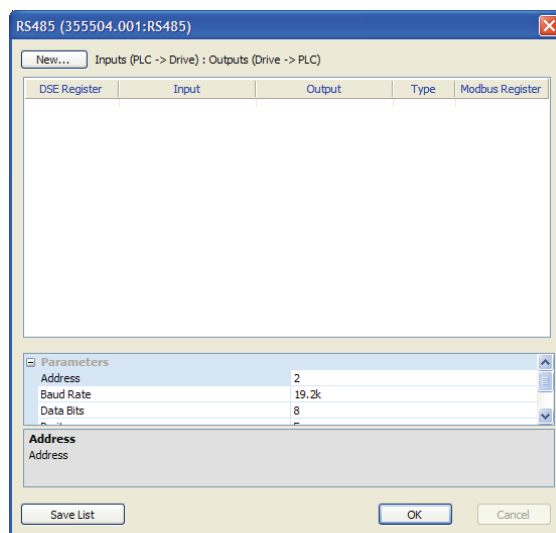 RS485 (355504.001:RS485)
New... Inputs (PLC -> Drive) : Outputs (Drive -> PLC)
DSE Register Input Output Type Modbus Register
Parameters
Address 2
Baud Rate 19.2k
Data Bits 8
Address
Address
Save List OK Cancel